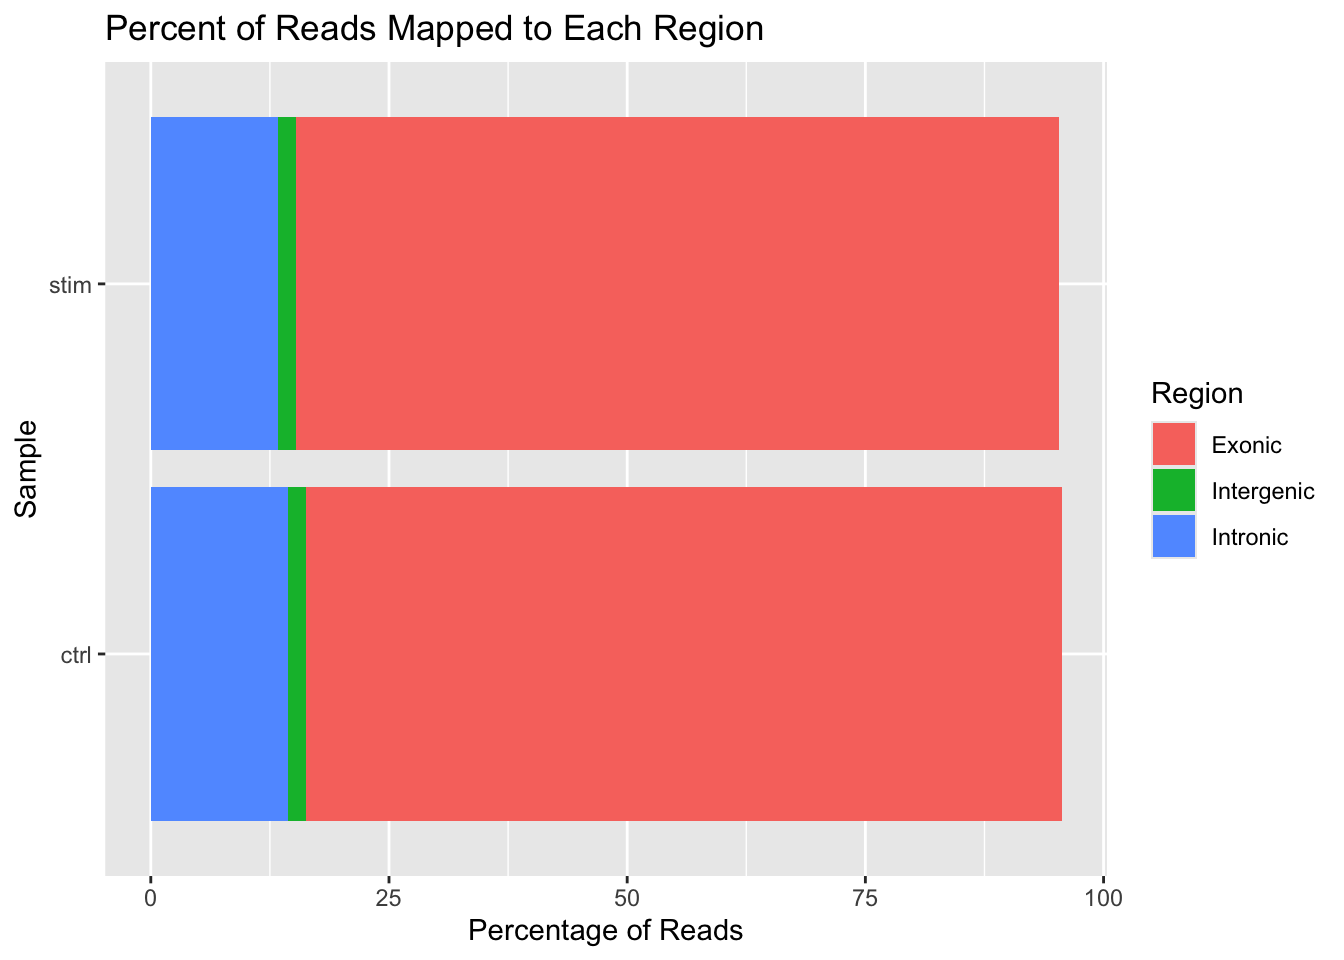 Percent of Reads Mapped to Each Region
stim
ctrl
Sample
0 25 50 75 100
Percentage of Reads
Region
Exonic
Intergenic
Intronic